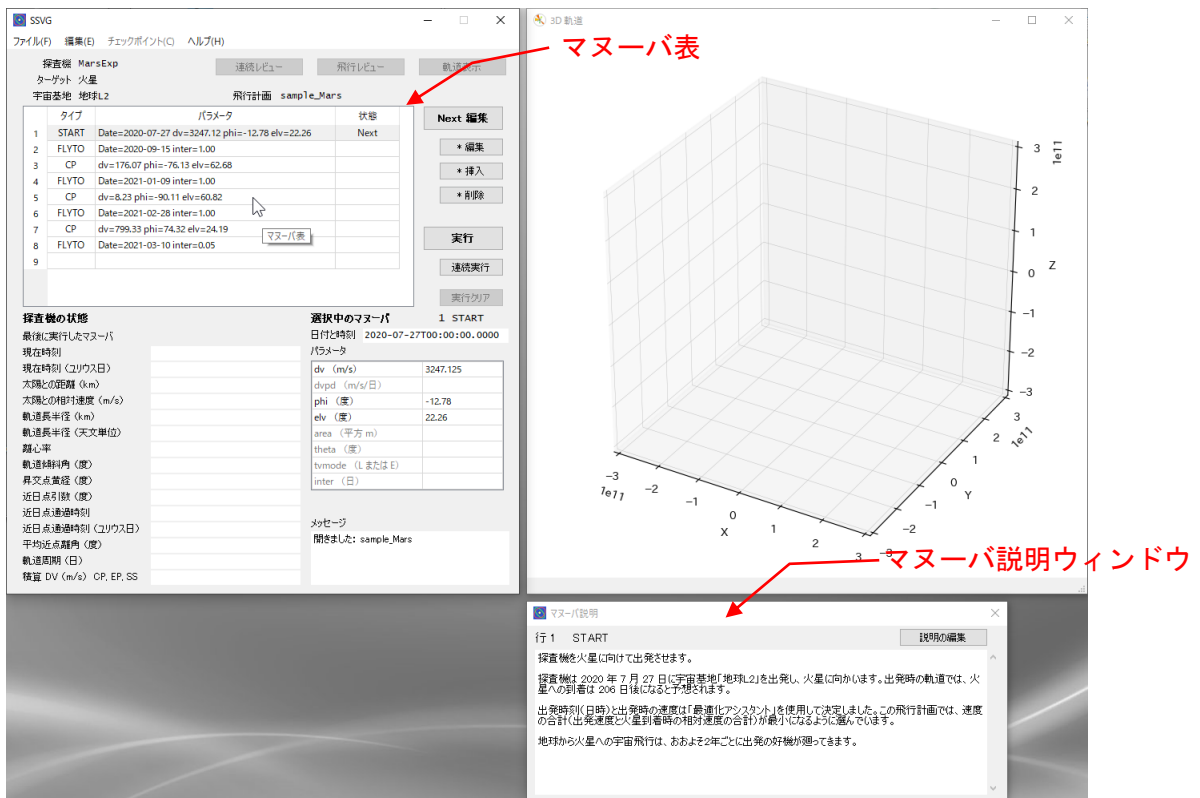 SSVG
ファイル(F) 編集(E) チェックポイント(C) ヘルプ(H)
探査機 MarsExp
ターゲット 火星
宇宙基地 地球L2
連続レビュー 飛行レビュー 軌道表示
飛行計画 sample_Mars
マヌーバ表
タイプ パラメータ 状態
1 START Date=2020-07-27 dv=3247.12 phi=-12.78 elv=22.26 Next
2 FLYTO Date=2020-09-15 inter=1.00
3 CP dv=176.07 phi=-76.13 elv=62.68
4 FLYTO Date=2021-01-09 inter=1.00
5 CP dv=8.23 phi=-90.11 elv=60.82
6 FLYTO Date=2021-02-28 inter=1.00
7 CP dv=799.33 phi=74.32 elv=24.19
8 FLYTO Date=2021-03-10 inter=0.05
9
マヌーバ表
Next 編集
* 編集
* 挿入
* 削除
実行
連続実行
実行クリア
探査機の状態
最後に実行したマヌーバ
現在時刻
現在時刻 (ユリウス日)
太陽との距離 (km)
太陽との相対速度 (m/s)
軌道長半径 (km)
軌道長半径 (天文単位)
離心率
軌道傾斜角 (度)
昇交点黄経 (度)
近日点引数 (度)
近日点通過時刻
近日点通過時刻 (ユリウス日)
平均近点離角 (度)
軌道周期 (日)
積算 DV (m/s) CP, EP, SS
選択中のマヌーバ 1 START
日付と時刻 2020-07-27T00:00:00.0000
パラメータ
dv (m/s) 3247.125
dvpd (m/s/日)
phi (度) -12.78
elv (度) 22.26
area (平方 m)
theta (度)
tvmode (L または E)
inter (日)
メッセージ
開きました: sample_Mars
3D 軌道
1e11
3
2
1
0
−1
−2
−3
Z
−3
−2
−1
0
1
2
3
1e11
X
−3
−2
−1
0
1
2
3
1e11
Y
マヌーバ説明ウィンドウ
マヌーバ説明
行 1 START
説明の編集
探査機を火星に向けて出発させます。
探査機は 2020 年 7 月 27 日に宇宙基地「地球L2」を出発し、火星に向かいます。出発時の軌道では、火
星への到着は 206 日後になると予想されます。
出発時刻(日時)と出発時の速度は「最適化アシスタント」を使用して決定しました。この飛行計画では、速度
の合計(出発速度と火星到着時の相対速度の合計)が最小になるように選んでいます。
地球から火星への宇宙飛行は、おおよそ2年ごとに出発の好機が廻ってきます。